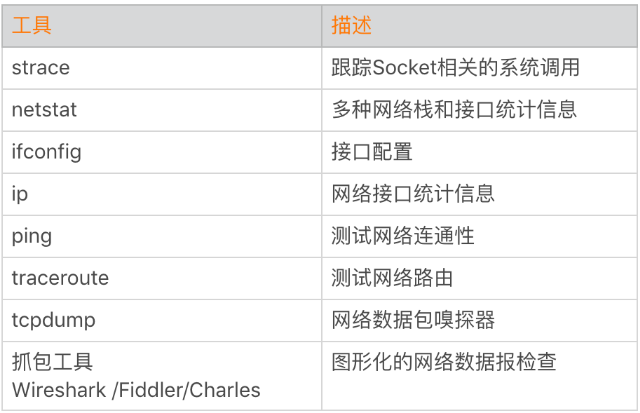 工具 描述
strace 跟踪Socket相关的系统调用
netstat 多种网络栈和接口统计信息
ifconfig 接口配置
ip 网络接口统计信息
ping 测试网络连通性
traceroute 测试网络路由
tcpdump 网络数据包嗅探器
抓包工具 图形化的网络数据报检查
Wireshark /Fiddler/Charles